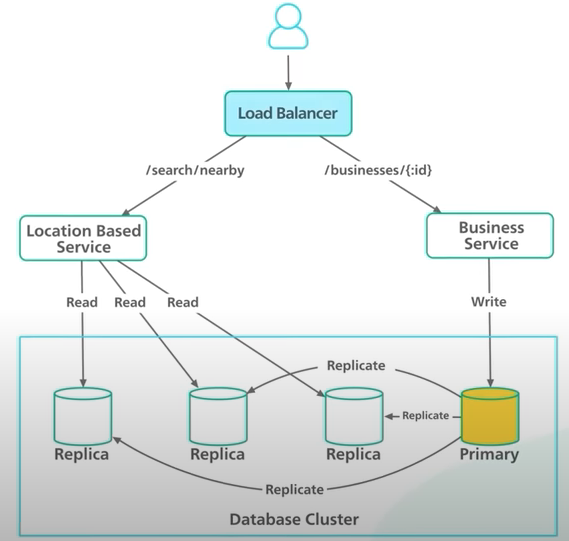 Load Balancer
/search/nearby
/businesses/{:id}
Location Based
Service
Business
Service
Read
Read
Read
Write
Replicate
Replicate
Replica
Replica
Replica
Primary
Replicate
Database Cluster